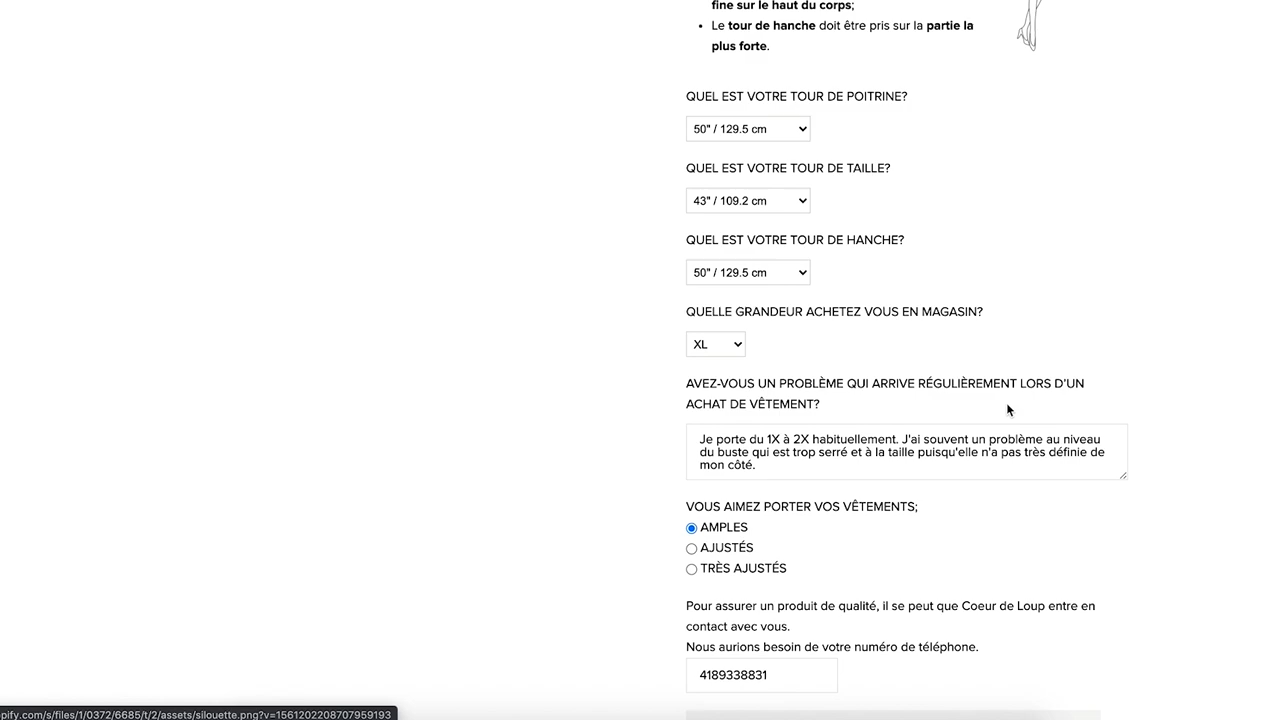 fine sur le haut du corps;
• Le tour de hanche doit être pris sur la partie la
plus forte.
QUEL EST VOTRE TOUR DE POITRINE?
50" / 129.5 cm
QUEL EST VOTRE TOUR DE TAILLE?
43" / 109.2 cm
QUEL EST VOTRE TOUR DE HANCHE?
50" / 129.5 cm
QUELLE GRANDEUR ACHETEZ VOUS EN MAGASIN?
XL
AVEZ-VOUS UN PROBLÈME QUI ARRIVE RÉGULIÈREMENT LORS D'UN
ACHAT DE VÊTEMENT?
Je porte du 1X à 2X habituellement. J'ai souvent un problème au niveau
du buste qui est trop serré et à la taille puisqu'elle n'a pas très définie de
mon côté.
VOUS AIMEZ PORTER VOS VÊTEMENTS;
AMPLES
AJUSTÉS
TRÈS AJUSTÉS
Pour assurer un produit de qualité, il se peut que Coeur de Loup entre en
contact avec vous.
Nous aurions besoin de votre numéro de téléphone.
4189338831
pify.com/s/files/1/0372/6685/t/2/assets/silouette.png?v=1561202208707959193